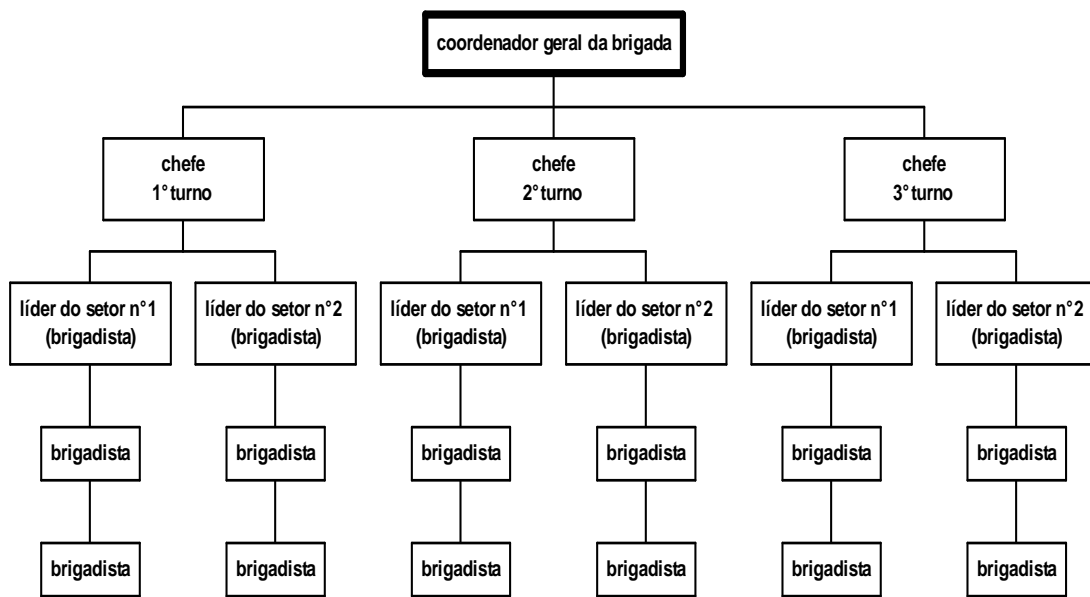 coordenador geral da brigada
chefe
1° turno
chefe
2° turno
chefe
3° turno
líder do setor n°1
(brigadista)
líder do setor n°2
(brigadista)
líder do setor n°1
(brigadista)
líder do setor n°2
(brigadista)
líder do setor n°1
(brigadista)
líder do setor n°2
(brigadista)
brigadista
brigadista
brigadista
brigadista
brigadista
brigadista
brigadista
brigadista
brigadista
brigadista
brigadista
brigadista